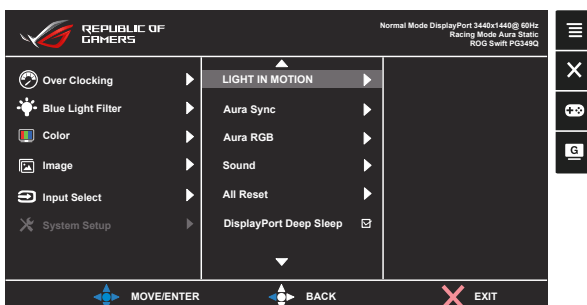 REPUBLIC OF
GAMERS
Normal Mode DisplayPort 3440x1440@ 60Hz
Racing Mode Aura Static
ROG Swift PG349Q
Over Clocking
Blue Light Filter
Color
Image
Input Select
System Setup
LIGHT IN MOTION
Aura Sync
Aura RGB
Sound
All Reset
DisplayPort Deep Sleep
MOVE/ENTER
BACK
EXIT
G